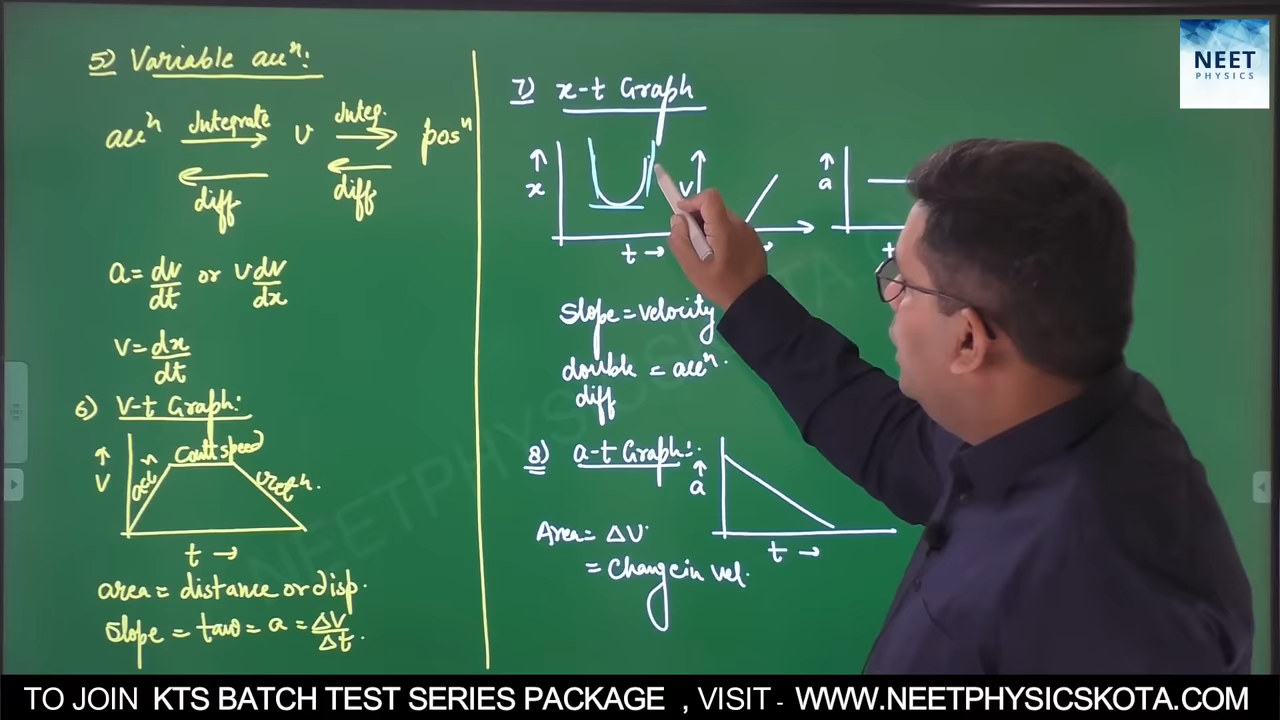 5) Variable accⁿ:
accⁿ Integrate v Integ. posⁿ
diff diff
a = dv/dt or v dv/dx
v = dx/dt
6) v-t Graph:
v
accⁿ
Constt speed
t →
area = distance or disp.
Slope = tanθ = a = Δv/Δt.
7) x-t Graph
x
t →
v
a
t
Slope = velocity
double = accⁿ.
diff
8) a-t Graph:
a
t →
Area = Δv
= Change in vel.
NEET
PHYSICS
NEETPHYSICSKOTA
TO JOIN KTS BATCH TEST SERIES PACKAGE , VISIT - WWW.NEETPHYSICSKOTA.COM